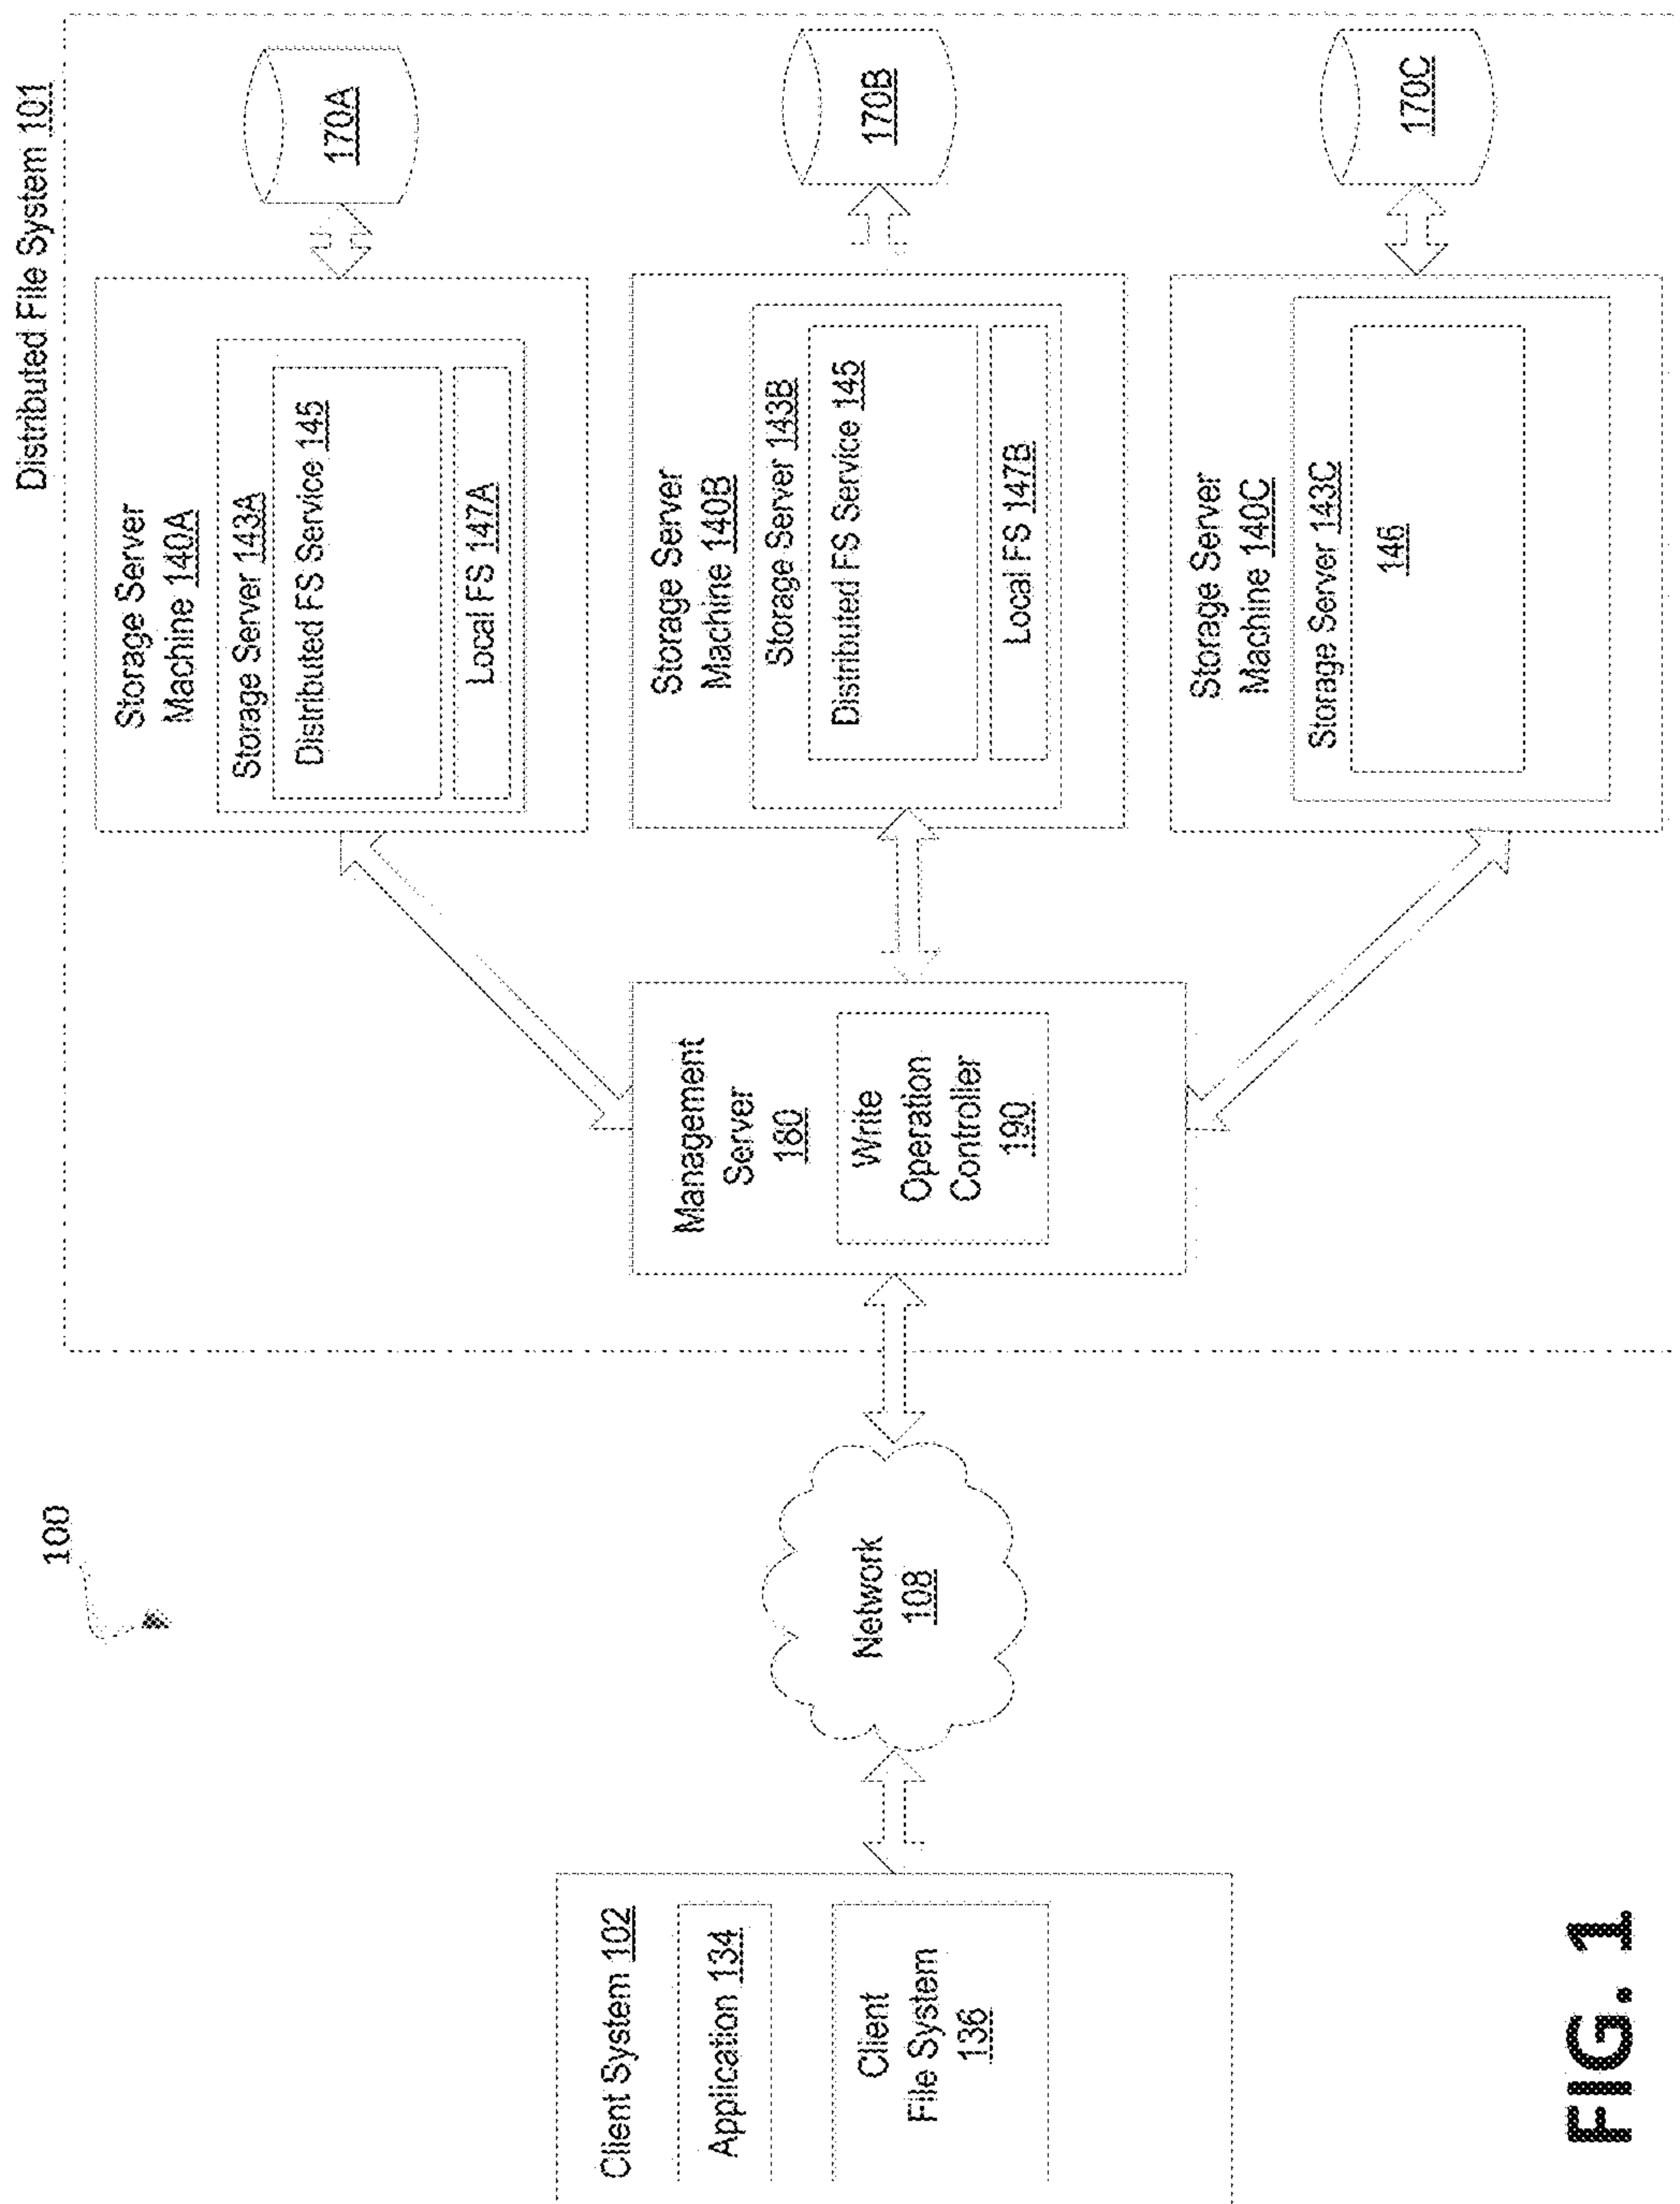 100
Distributed File System 101
Client System 102
Application 134
Client
File System
136
Network
108
Management
Server
180
Write
Operation
Controller
190
Storage Server
Machine 140A
Storage Server 143A
Distributed FS Service 145
Local FS 147A
170A
Storage Server
Machine 140B
Storage Server 143B
Distributed FS Service 145
Local FS 147B
170B
Storage Server
Machine 140C
Storage Server 143C
146
170C
FIG. 1